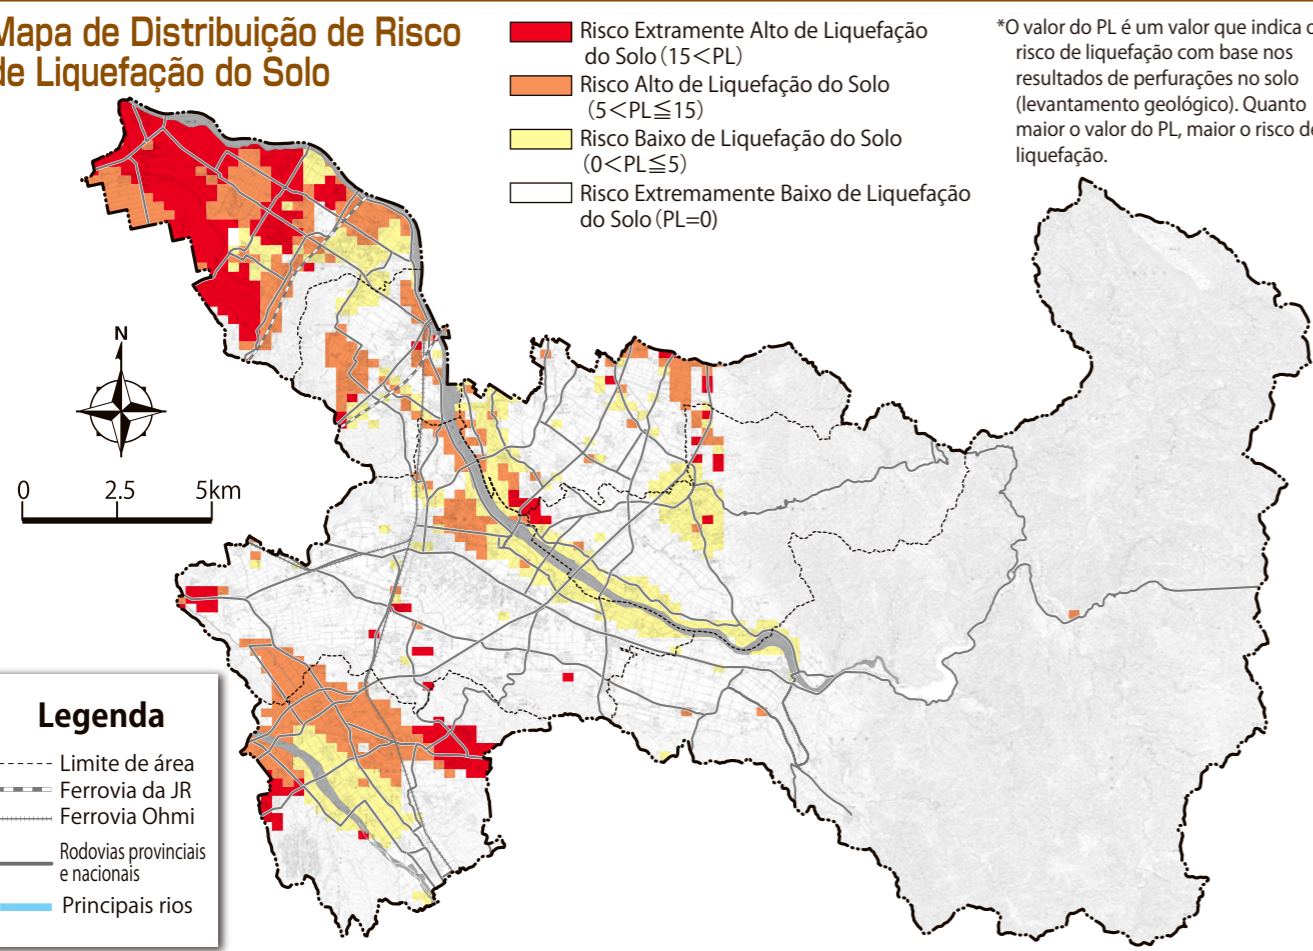 Mapa de Distribuição de Risco
de Liquefação do Solo
Risco Extramente Alto de Liquefação
do Solo (15<PL)
Risco Alto de Liquefação do Solo
(5<PL≦15)
Risco Baixo de Liquefação do Solo
(0<PL≦5)
Risco Extremamente Baixo de Liquefação
do Solo (PL=0)
*O valor do PL é um valor que indica o
risco de liquefação com base nos
resultados de perfurações no solo
(levantamento geológico). Quanto
maior o valor do PL, maior o risco de
liquefação.
N
0 2.5 5km
Legenda
Limite de área
Ferrovia da JR
Ferrovia Ohmi
Rodovias provinciais
e nacionais
Principais rios